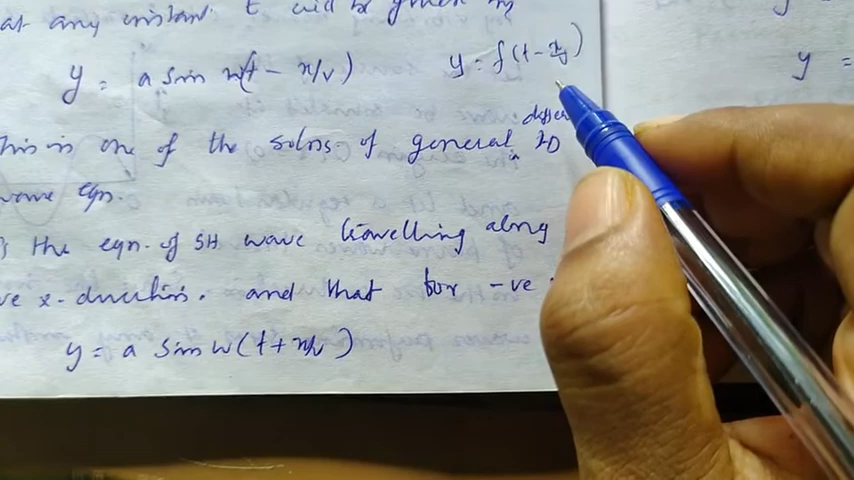 at any instant t will be given by
y = a sin w(t - x/v)    y = f(t - x/v)    y =
This is one of the solns of general differ 1D
wave eqn.
s the eqn. of SH wave travelling along
ve x-direction. and that for -ve
y = a sin w(t + x/v)